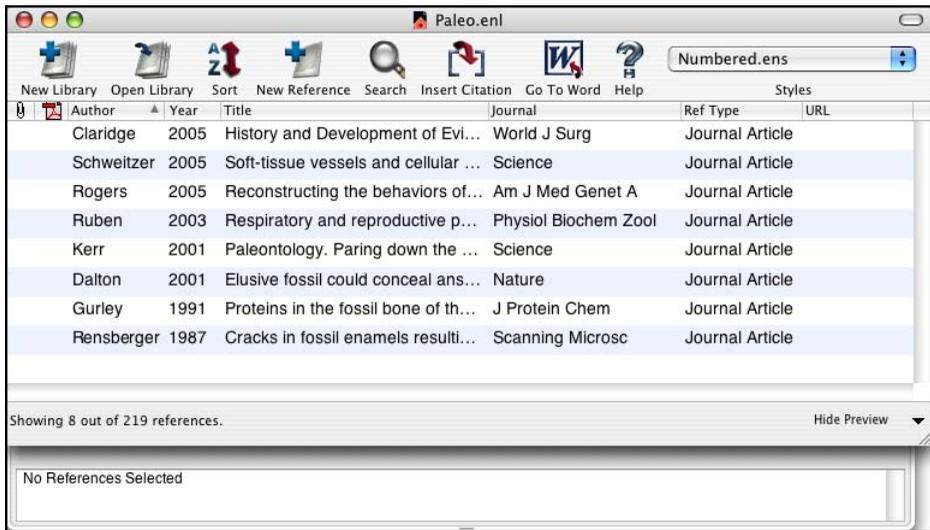 Paleo.enl
New Library Open Library Sort New Reference Search Insert Citation Go To Word Help Numbered.ens Styles
Author Year Title Journal Ref Type URL
Claridge 2005 History and Development of Evi... World J Surg Journal Article
Schweitzer 2005 Soft-tissue vessels and cellular ... Science Journal Article
Rogers 2005 Reconstructing the behaviors of... Am J Med Genet A Journal Article
Ruben 2003 Respiratory and reproductive p... Physiol Biochem Zool Journal Article
Kerr 2001 Paleontology. Paring down the ... Science Journal Article
Dalton 2001 Elusive fossil could conceal ans... Nature Journal Article
Gurley 1991 Proteins in the fossil bone of th... J Protein Chem Journal Article
Rensberger 1987 Cracks in fossil enamels resulti... Scanning Microsc Journal Article
Showing 8 out of 219 references. Hide Preview
No References Selected